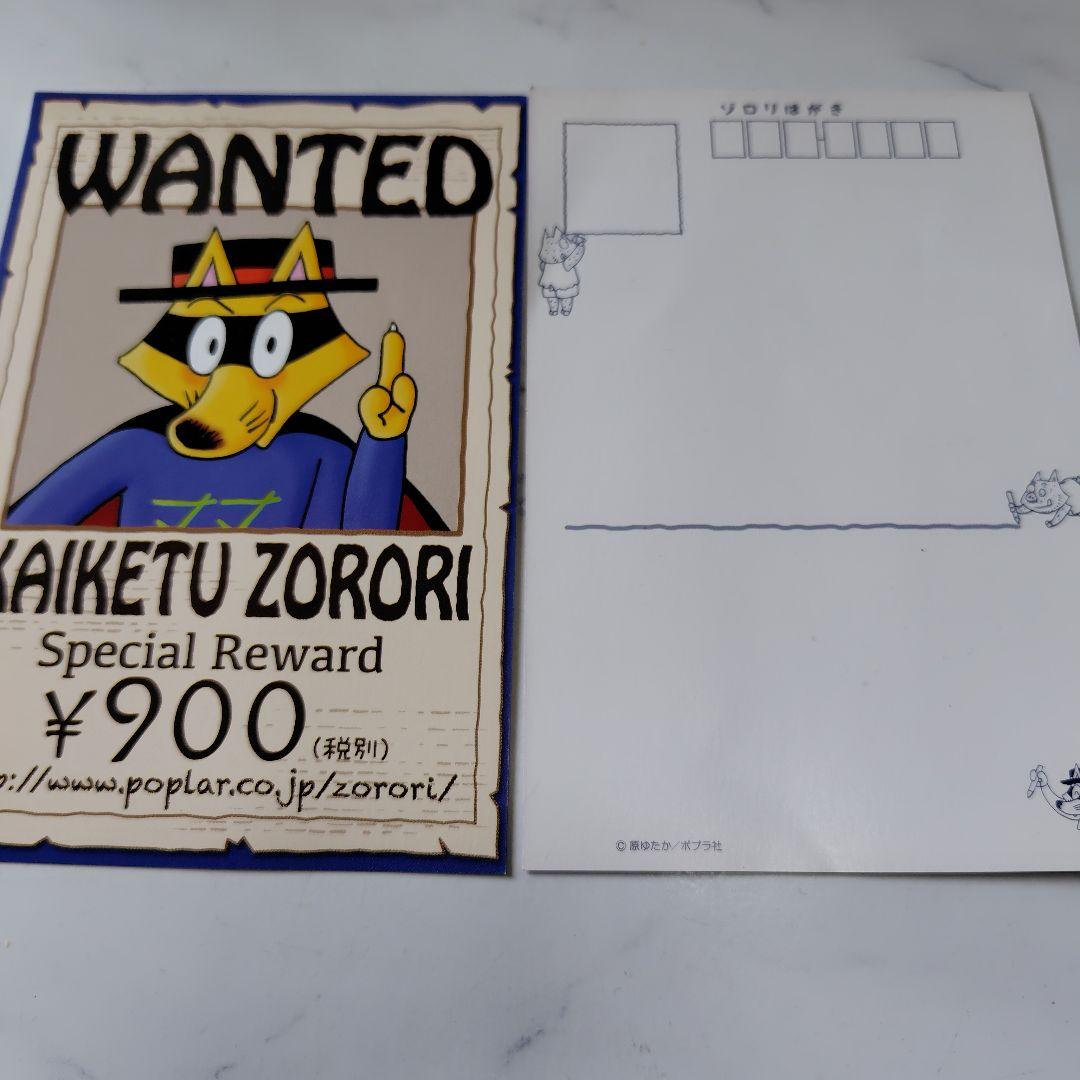 WANTED
KAIKETU ZORORI
Special Reward
¥900(税別)
p://www.poplar.co.jp/zorori/
ゾロリはがき
© 原ゆたか/ポプラ社